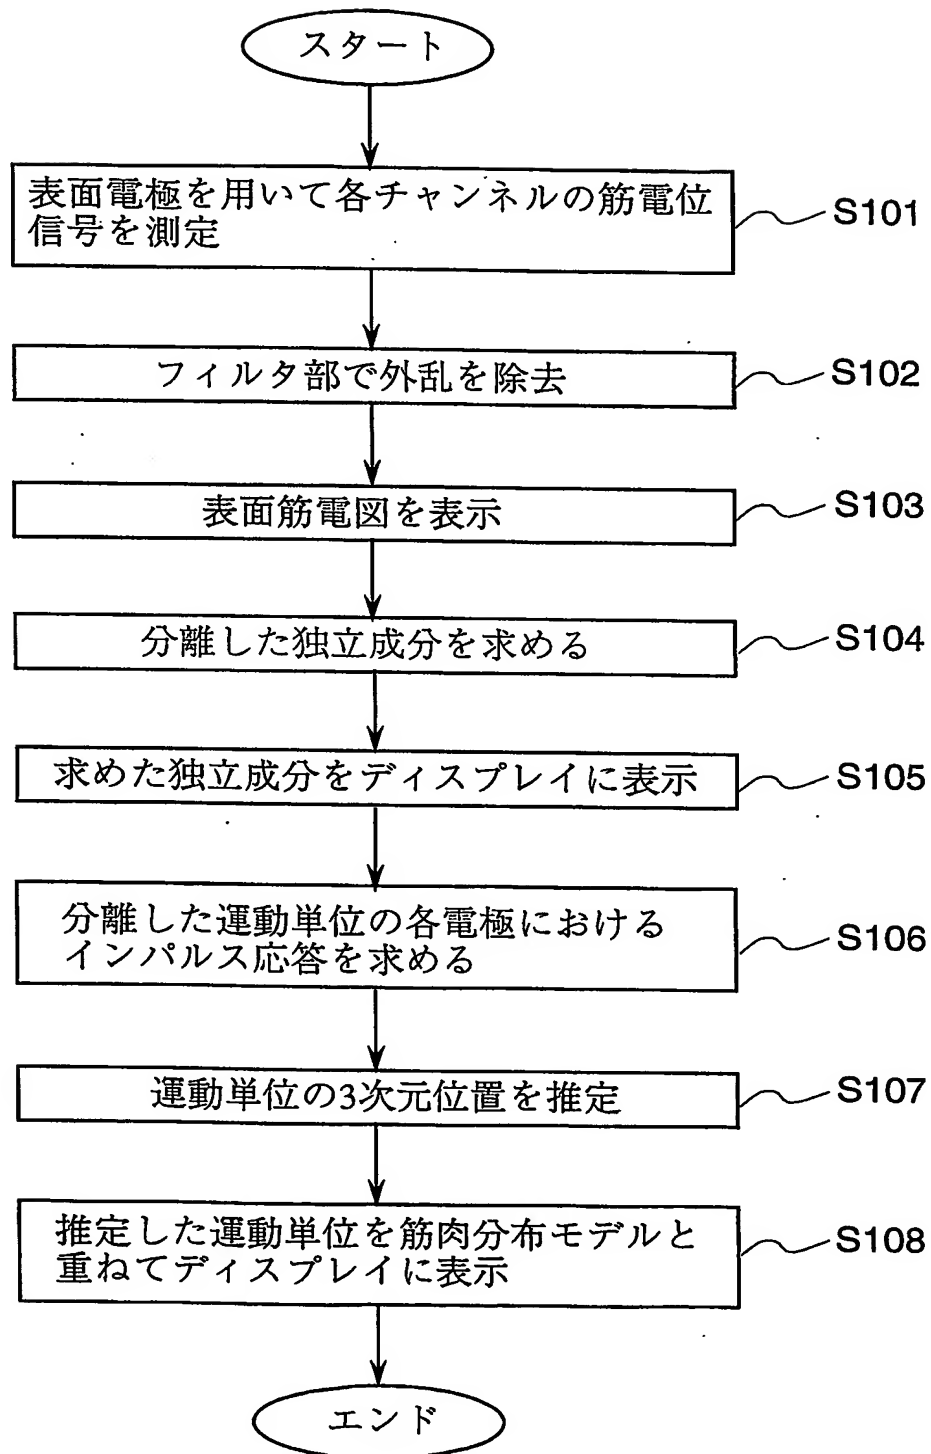 スタート
表面電極を用いて各チャンネルの筋電位
信号を測定
S101
フィルタ部で外乱を除去
S102
表面筋電図を表示
S103
分離した独立成分を求める
S104
求めた独立成分をディスプレイに表示
S105
分離した運動単位の各電極における
インパルス応答を求める
S106
運動単位の3次元位置を推定
S107
推定した運動単位を筋肉分布モデルと
重ねてディスプレイに表示
S108
エンド